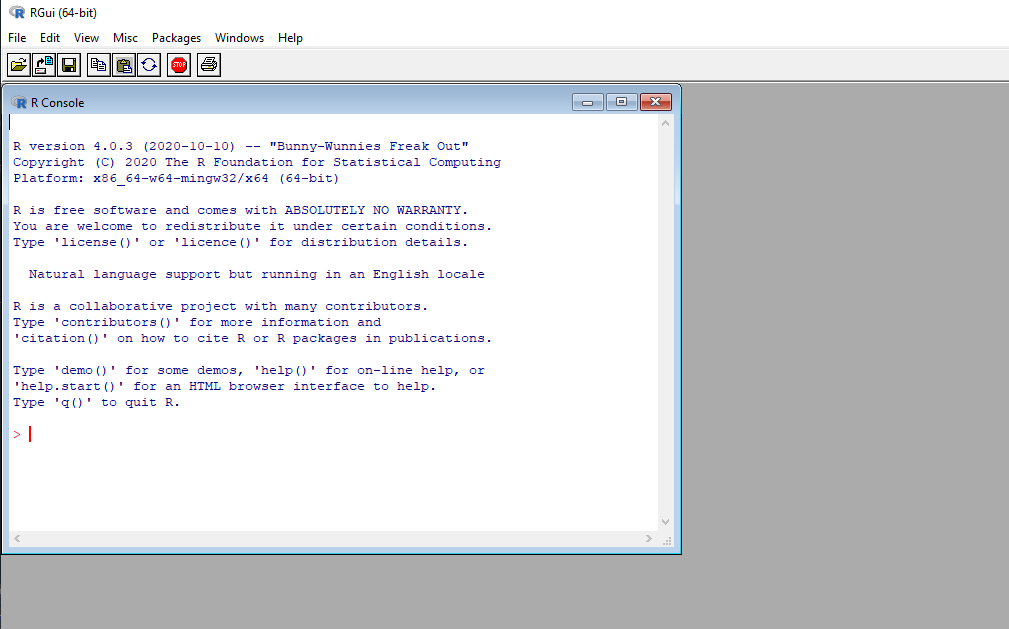 RGui (64-bit)
File Edit View Misc Packages Windows Help
STOP
R Console
R version 4.0.3 (2020-10-10) -- "Bunny-Wunnies Freak Out"
Copyright (C) 2020 The R Foundation for Statistical Computing
Platform: x86_64-w64-mingw32/x64 (64-bit)
R is free software and comes with ABSOLUTELY NO WARRANTY.
You are welcome to redistribute it under certain conditions.
Type 'license()' or 'licence()' for distribution details.
Natural language support but running in an English locale
R is a collaborative project with many contributors.
Type 'contributors()' for more information and
'citation()' on how to cite R or R packages in publications.
Type 'demo()' for some demos, 'help()' for on-line help, or
'help.start()' for an HTML browser interface to help.
Type 'q()' to quit R.
>